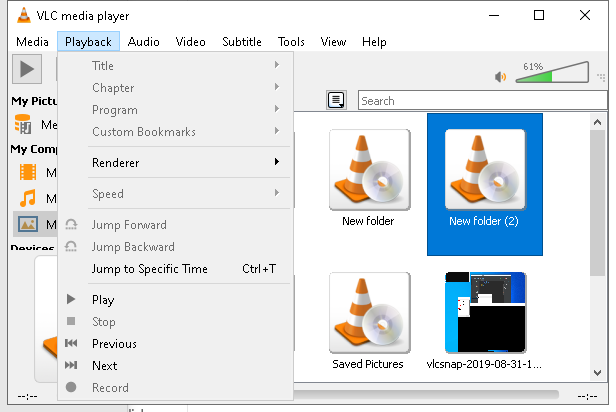 VLC media player
Media Playback Audio Video Subtitle Tools View Help
Title
Chapter
Program
Custom Bookmarks
Renderer
Speed
Jump Forward
Jump Backward
Jump to Specific Time Ctrl+T
Play
Stop
Previous
Next
Record
61%
Search
My Pictu
Me
My Comp
M
M
M
Devices
New folder
New folder (2)
Saved Pictures
vlcsnap-2019-08-31-1...
--:--
--:--